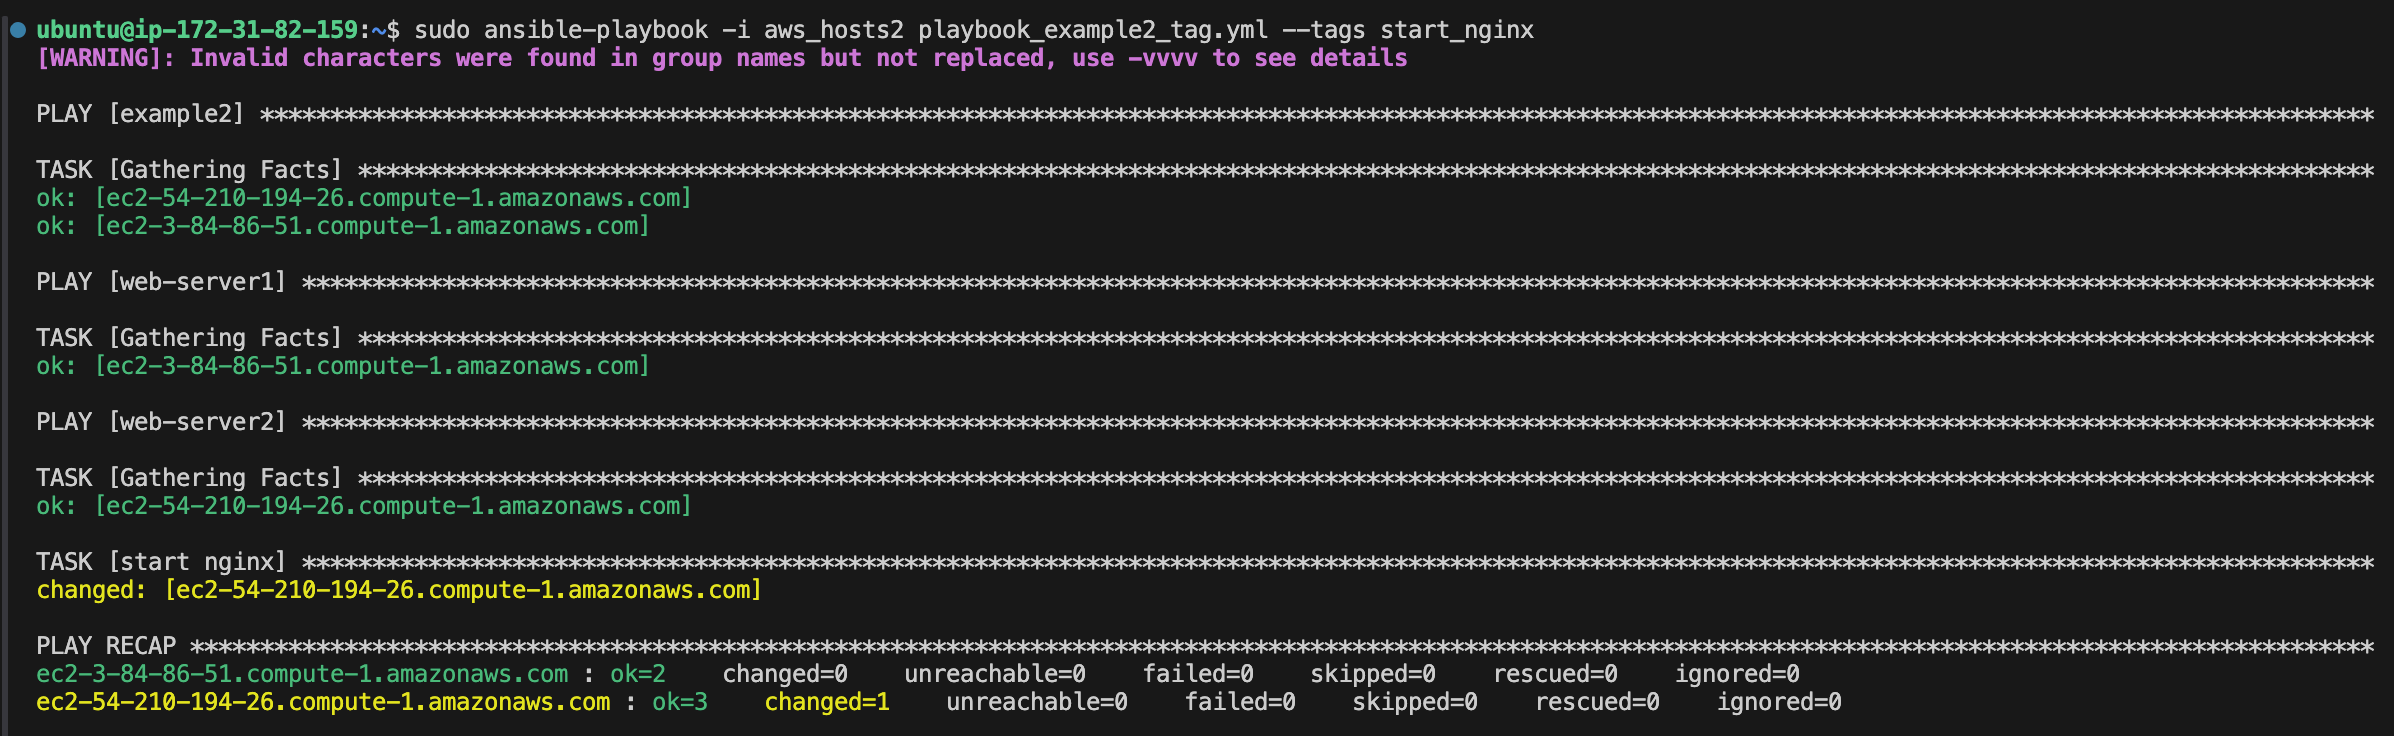 ubuntu@ip-172-31-82-159:~$ sudo ansible-playbook -i aws_hosts2 playbook_example2_tag.yml --tags start_nginx
[WARNING]: Invalid characters were found in group names but not replaced, use -vvvv to see details
PLAY [example2] *******************************************************************************************************************************************************
TASK [Gathering Facts] ************************************************************************************************************************************************
ok: [ec2-54-210-194-26.compute-1.amazonaws.com]
ok: [ec2-3-84-86-51.compute-1.amazonaws.com]
PLAY [web-server1] ****************************************************************************************************************************************************
TASK [Gathering Facts] ************************************************************************************************************************************************
ok: [ec2-3-84-86-51.compute-1.amazonaws.com]
PLAY [web-server2] ****************************************************************************************************************************************************
TASK [Gathering Facts] ************************************************************************************************************************************************
ok: [ec2-54-210-194-26.compute-1.amazonaws.com]
TASK [start nginx] ****************************************************************************************************************************************************
changed: [ec2-54-210-194-26.compute-1.amazonaws.com]
PLAY RECAP ************************************************************************************************************************************************************
ec2-3-84-86-51.compute-1.amazonaws.com : ok=2    changed=0    unreachable=0    failed=0    skipped=0    rescued=0    ignored=0
ec2-54-210-194-26.compute-1.amazonaws.com : ok=3    changed=1    unreachable=0    failed=0    skipped=0    rescued=0    ignored=0